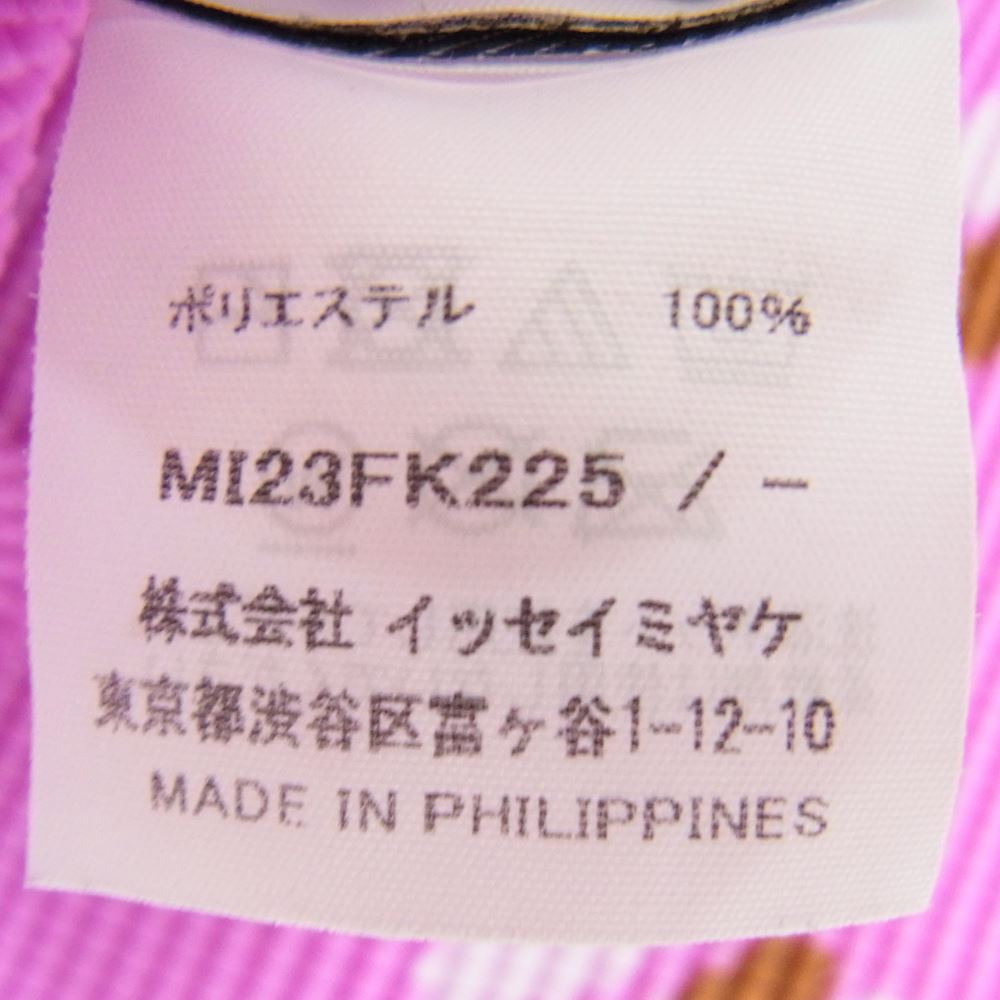 ポリエステル 100%
MI23FK225 / -
株式会社 イッセイミヤケ
東京都渋谷区富ヶ谷1-12-10
MADE IN PHILIPPINES